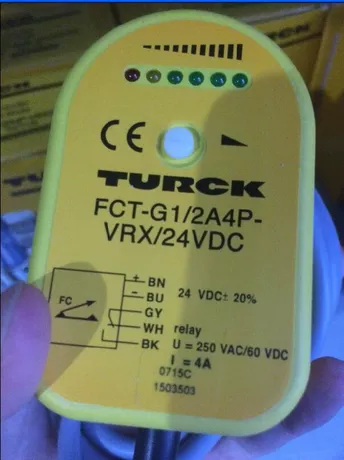 CE
TURCK
FCT-G1/2A4P-
VRX/24VDC
+ BN
- BU 24 VDC± 20%
FC GY
WH relay
BK U = 250 VAC/60 VDC
I = 4A
0715C
1503503